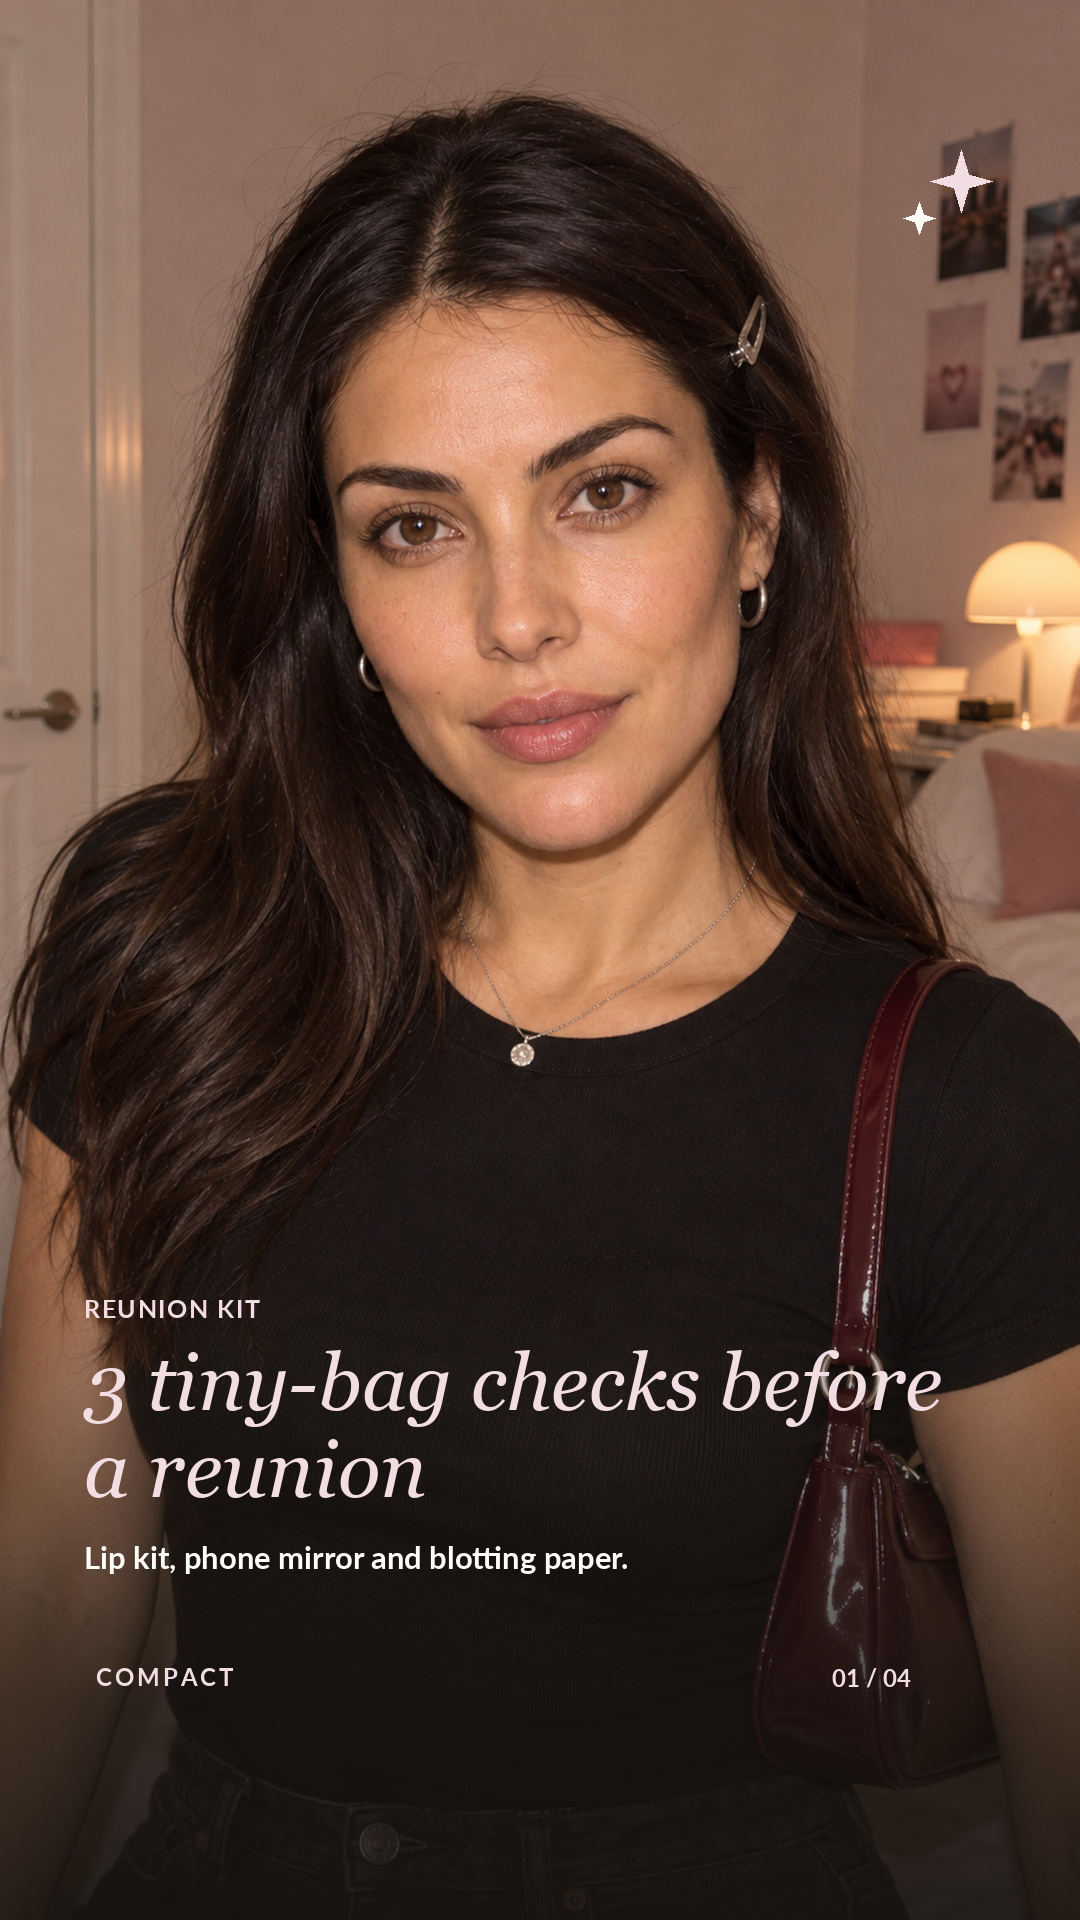 REUNION KIT
3 tiny-bag checks before
a reunion
Lip kit, phone mirror and blotting paper.
COMPACT
01 / 04